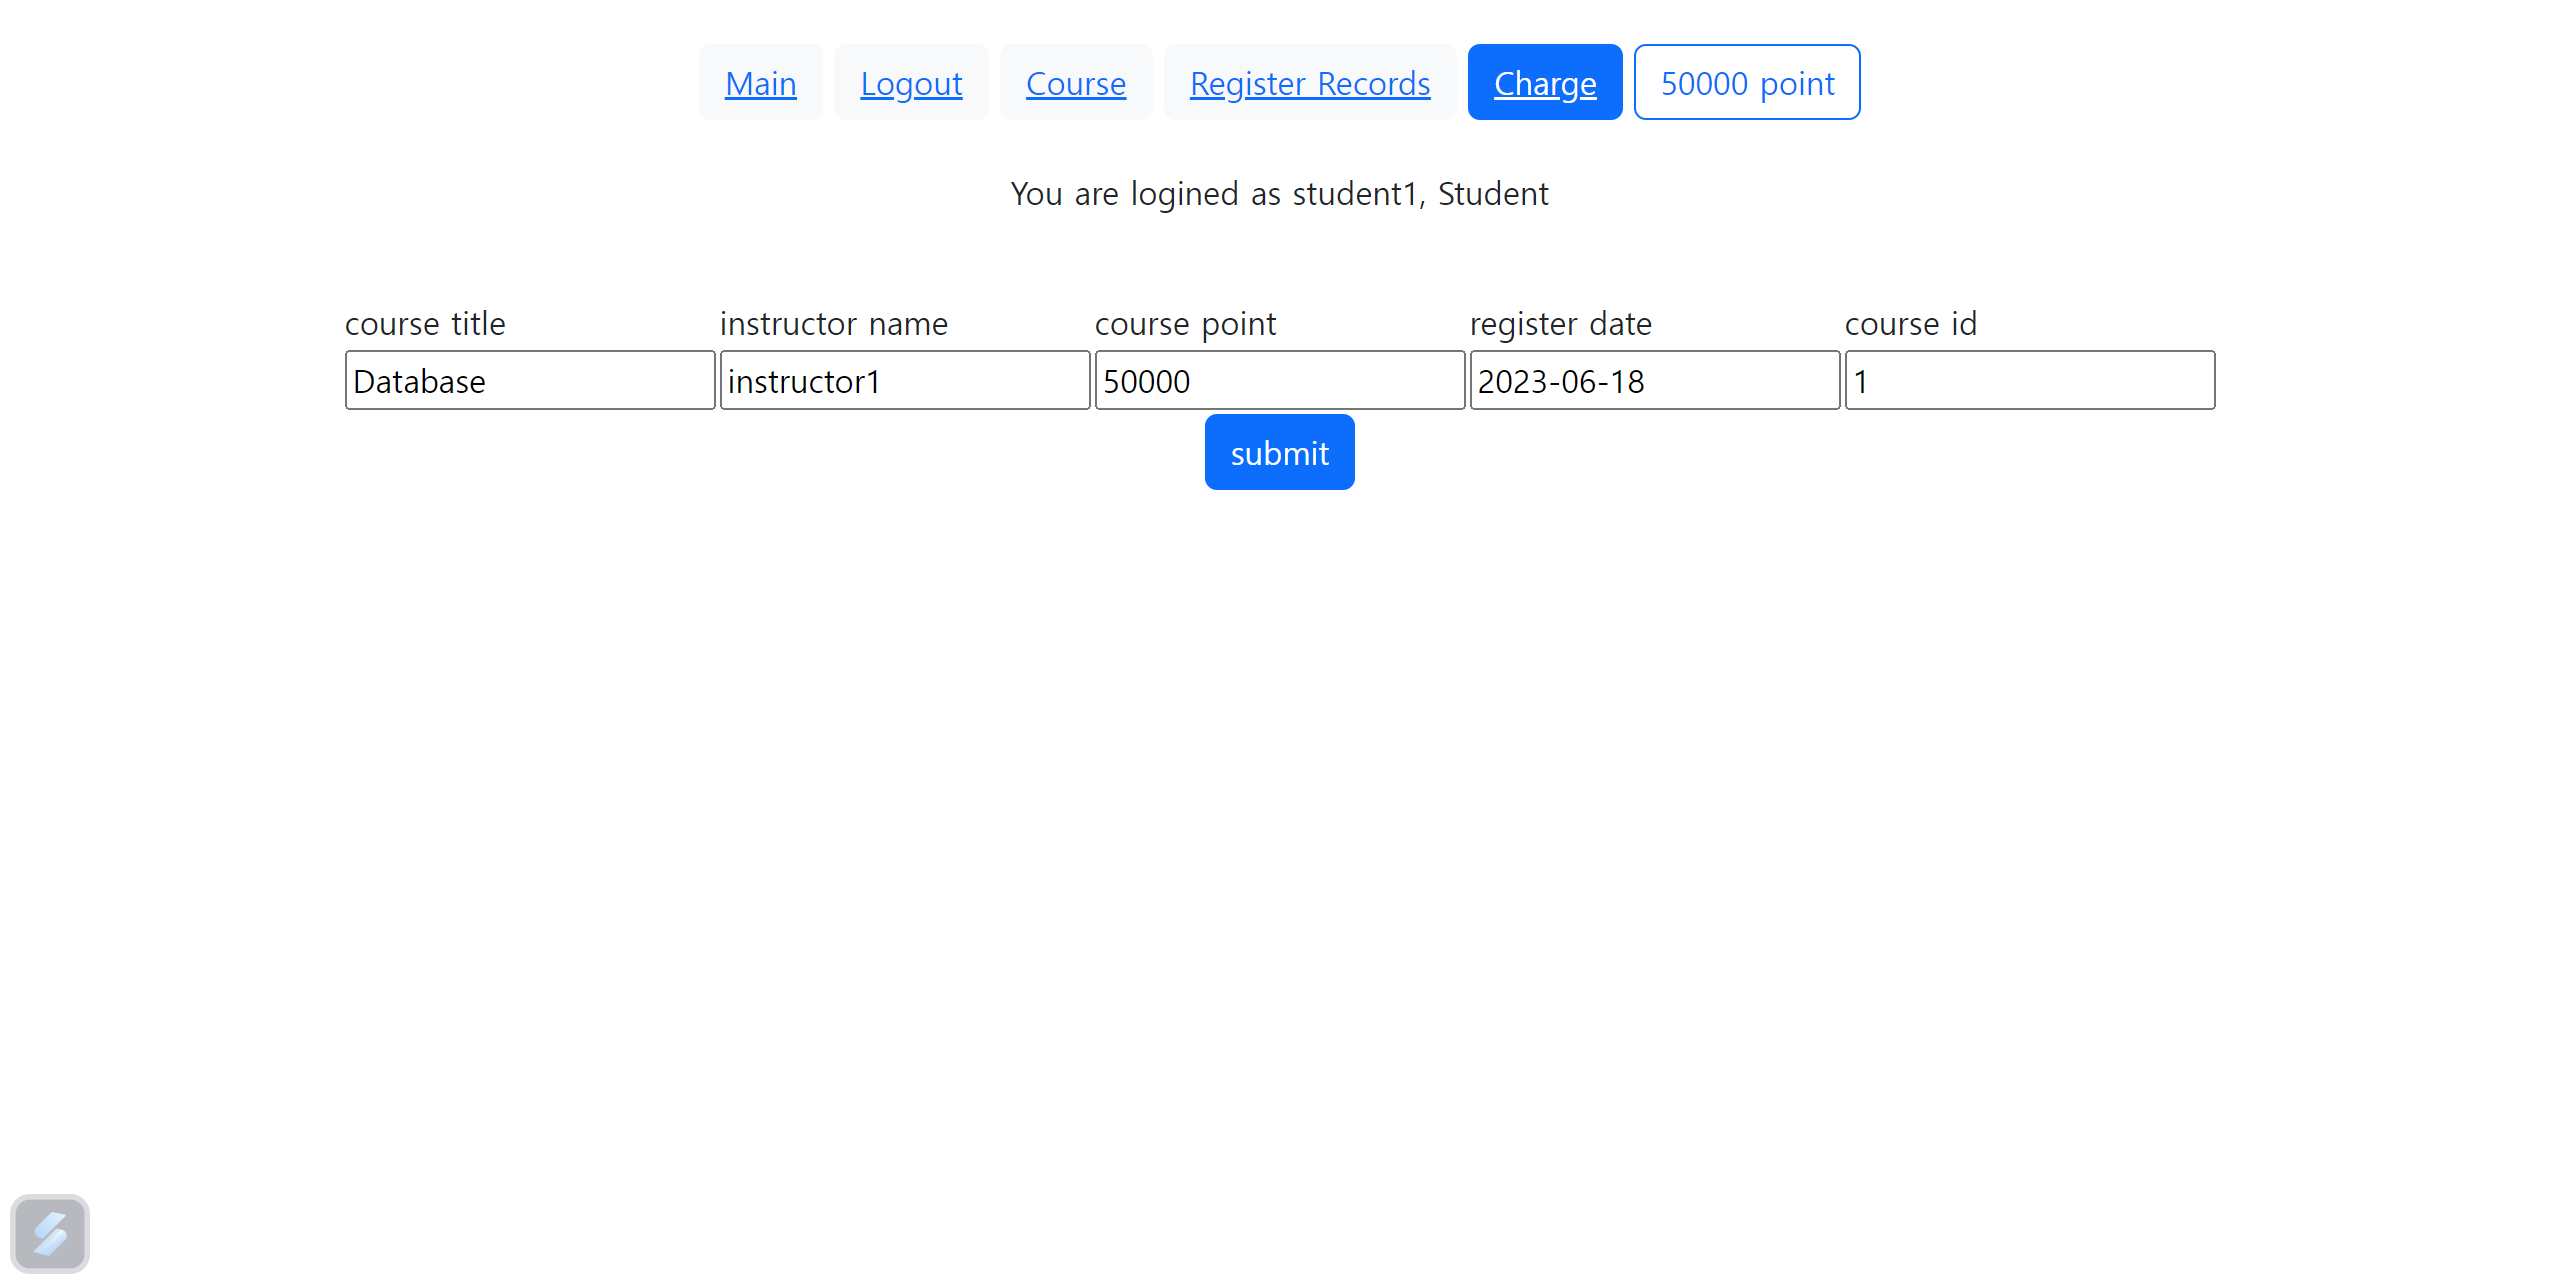 Main Logout Course Register Records Charge 50000 point
You are logined as student1, Student
course title instructor name course point register date course id
Database instructor1 50000 2023-06-18 1
submit